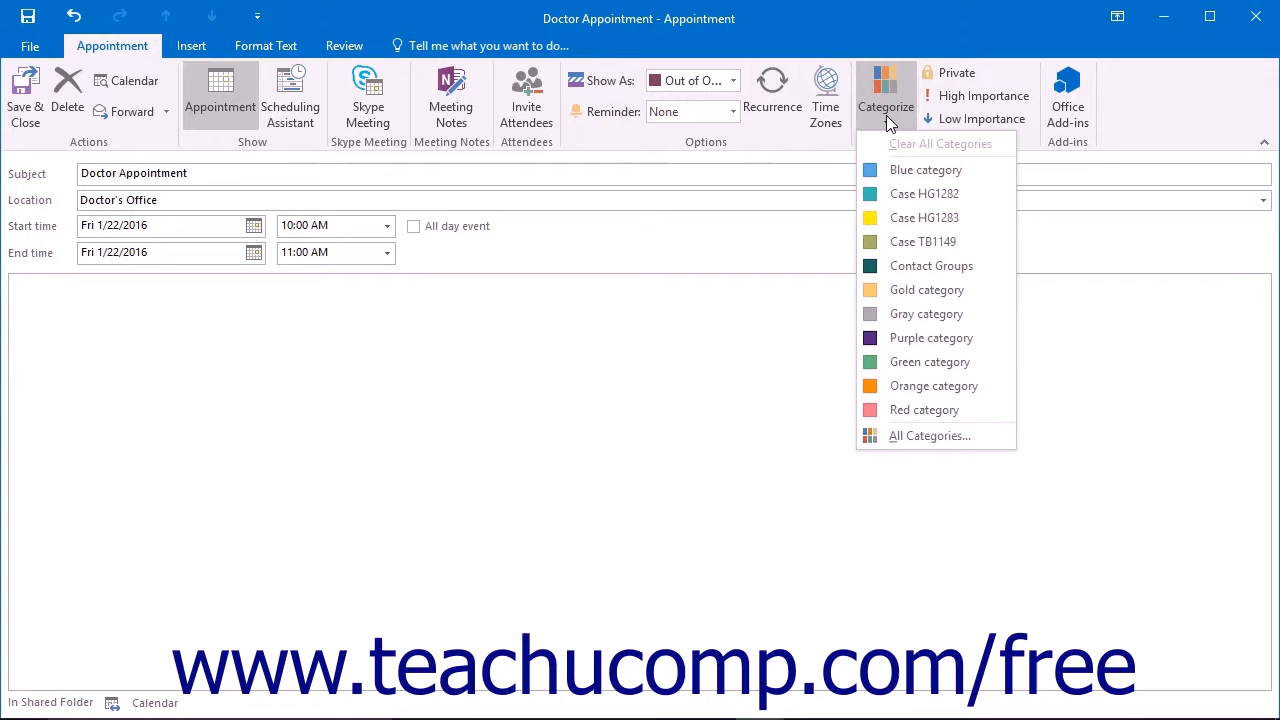 Doctor Appointment - Appointment
File Appointment Insert Format Text Review Tell me what you want to do...
Save & Close
Delete
Calendar
Forward
Actions
Appointment
Scheduling Assistant
Show
Skype Meeting
Skype Meeting
Meeting Notes
Meeting Notes
Invite Attendees
Attendees
Show As: Out of O...
Reminder: None
Recurrence
Time Zones
Options
Categorize
Private
High Importance
Low Importance
Office Add-ins
Add-ins
Clear All Categories
Blue category
Case HG1282
Case HG1283
Case TB1149
Contact Groups
Gold category
Gray category
Purple category
Green category
Orange category
Red category
All Categories...
Subject Doctor Appointment
Location Doctor's Office
Start time Fri 1/22/2016 10:00 AM All day event
End time Fri 1/22/2016 11:00 AM
www.teachucomp.com/free
In Shared Folder Calendar